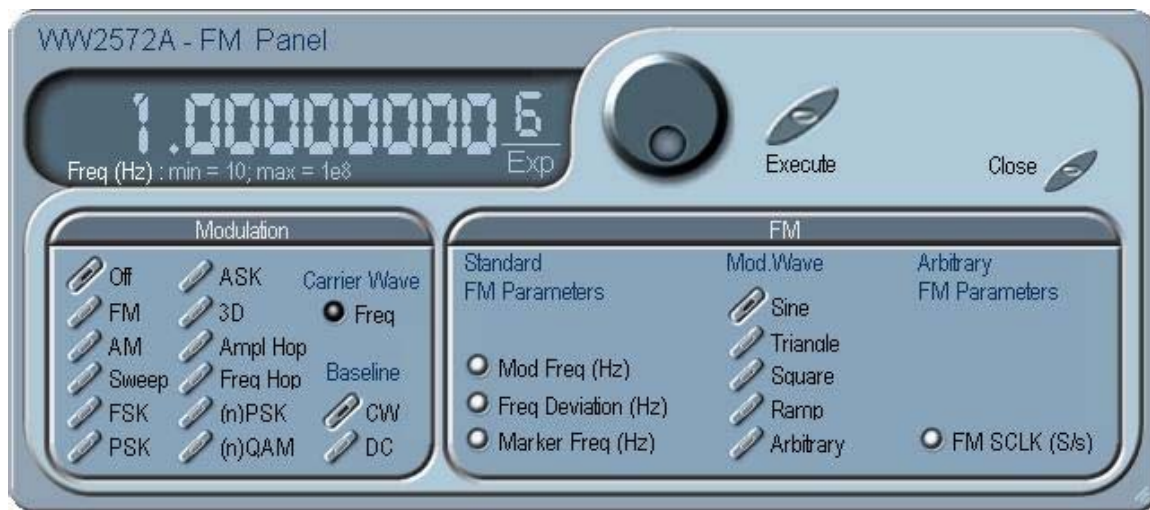 WW2572A - FM Panel
1.00000000 6
Exp
Freq (Hz) : min = 10; max = 1e8
Execute
Close
Modulation
Off
FM
AM
Sweep
FSK
PSK
ASK
3D
Ampl Hop
Freq Hop
(n)PSK
(n)QAM
Carrier Wave
Freq
Baseline
CW
DC
FM
Standard
FM Parameters
Mod Freq (Hz)
Freq Deviation (Hz)
Marker Freq (Hz)
Mod.Wave
Sine
Triangle
Square
Ramp
Arbitrary
Arbitrary
FM Parameters
FM SCLK (S/s)